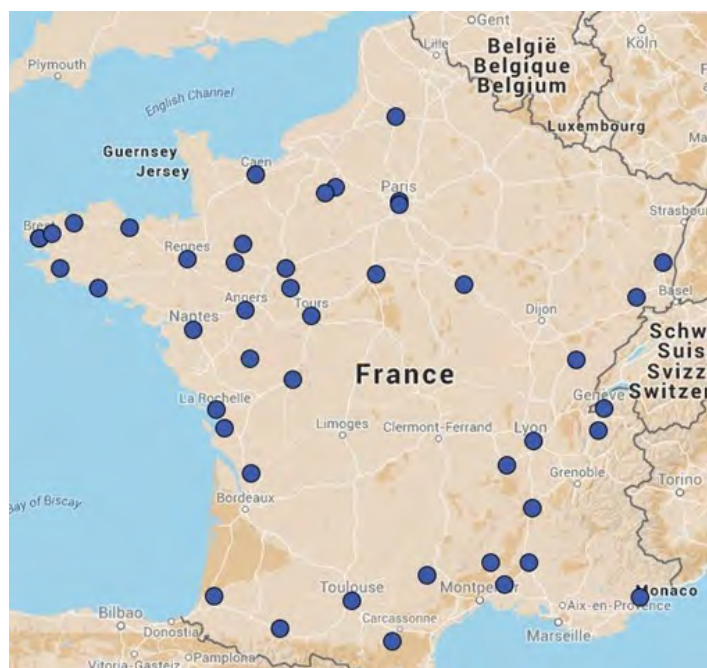 Gent
Lille
Köln
België
Belgique
Belgium
Plymouth
English Channel
Luxembourg
Guernsey
Jersey
Caen
Paris
Strasbou
Brest
Rennes
Basel
Angers
Tours
Nantes
Dijon
Schw
Suis
Svizz
Switzer
France
Genève
La Rochelle
Limoges
Clermont-Ferrand
Lyon
Grenoble
Torino
Bay of Biscay
Bordeaux
Toulouse
Montpellier
Monaco
Aix-en-Provence
Bilbao
Donostia
Carcassonne
Marseille
Vitoria-Gasteiz
Pamplona